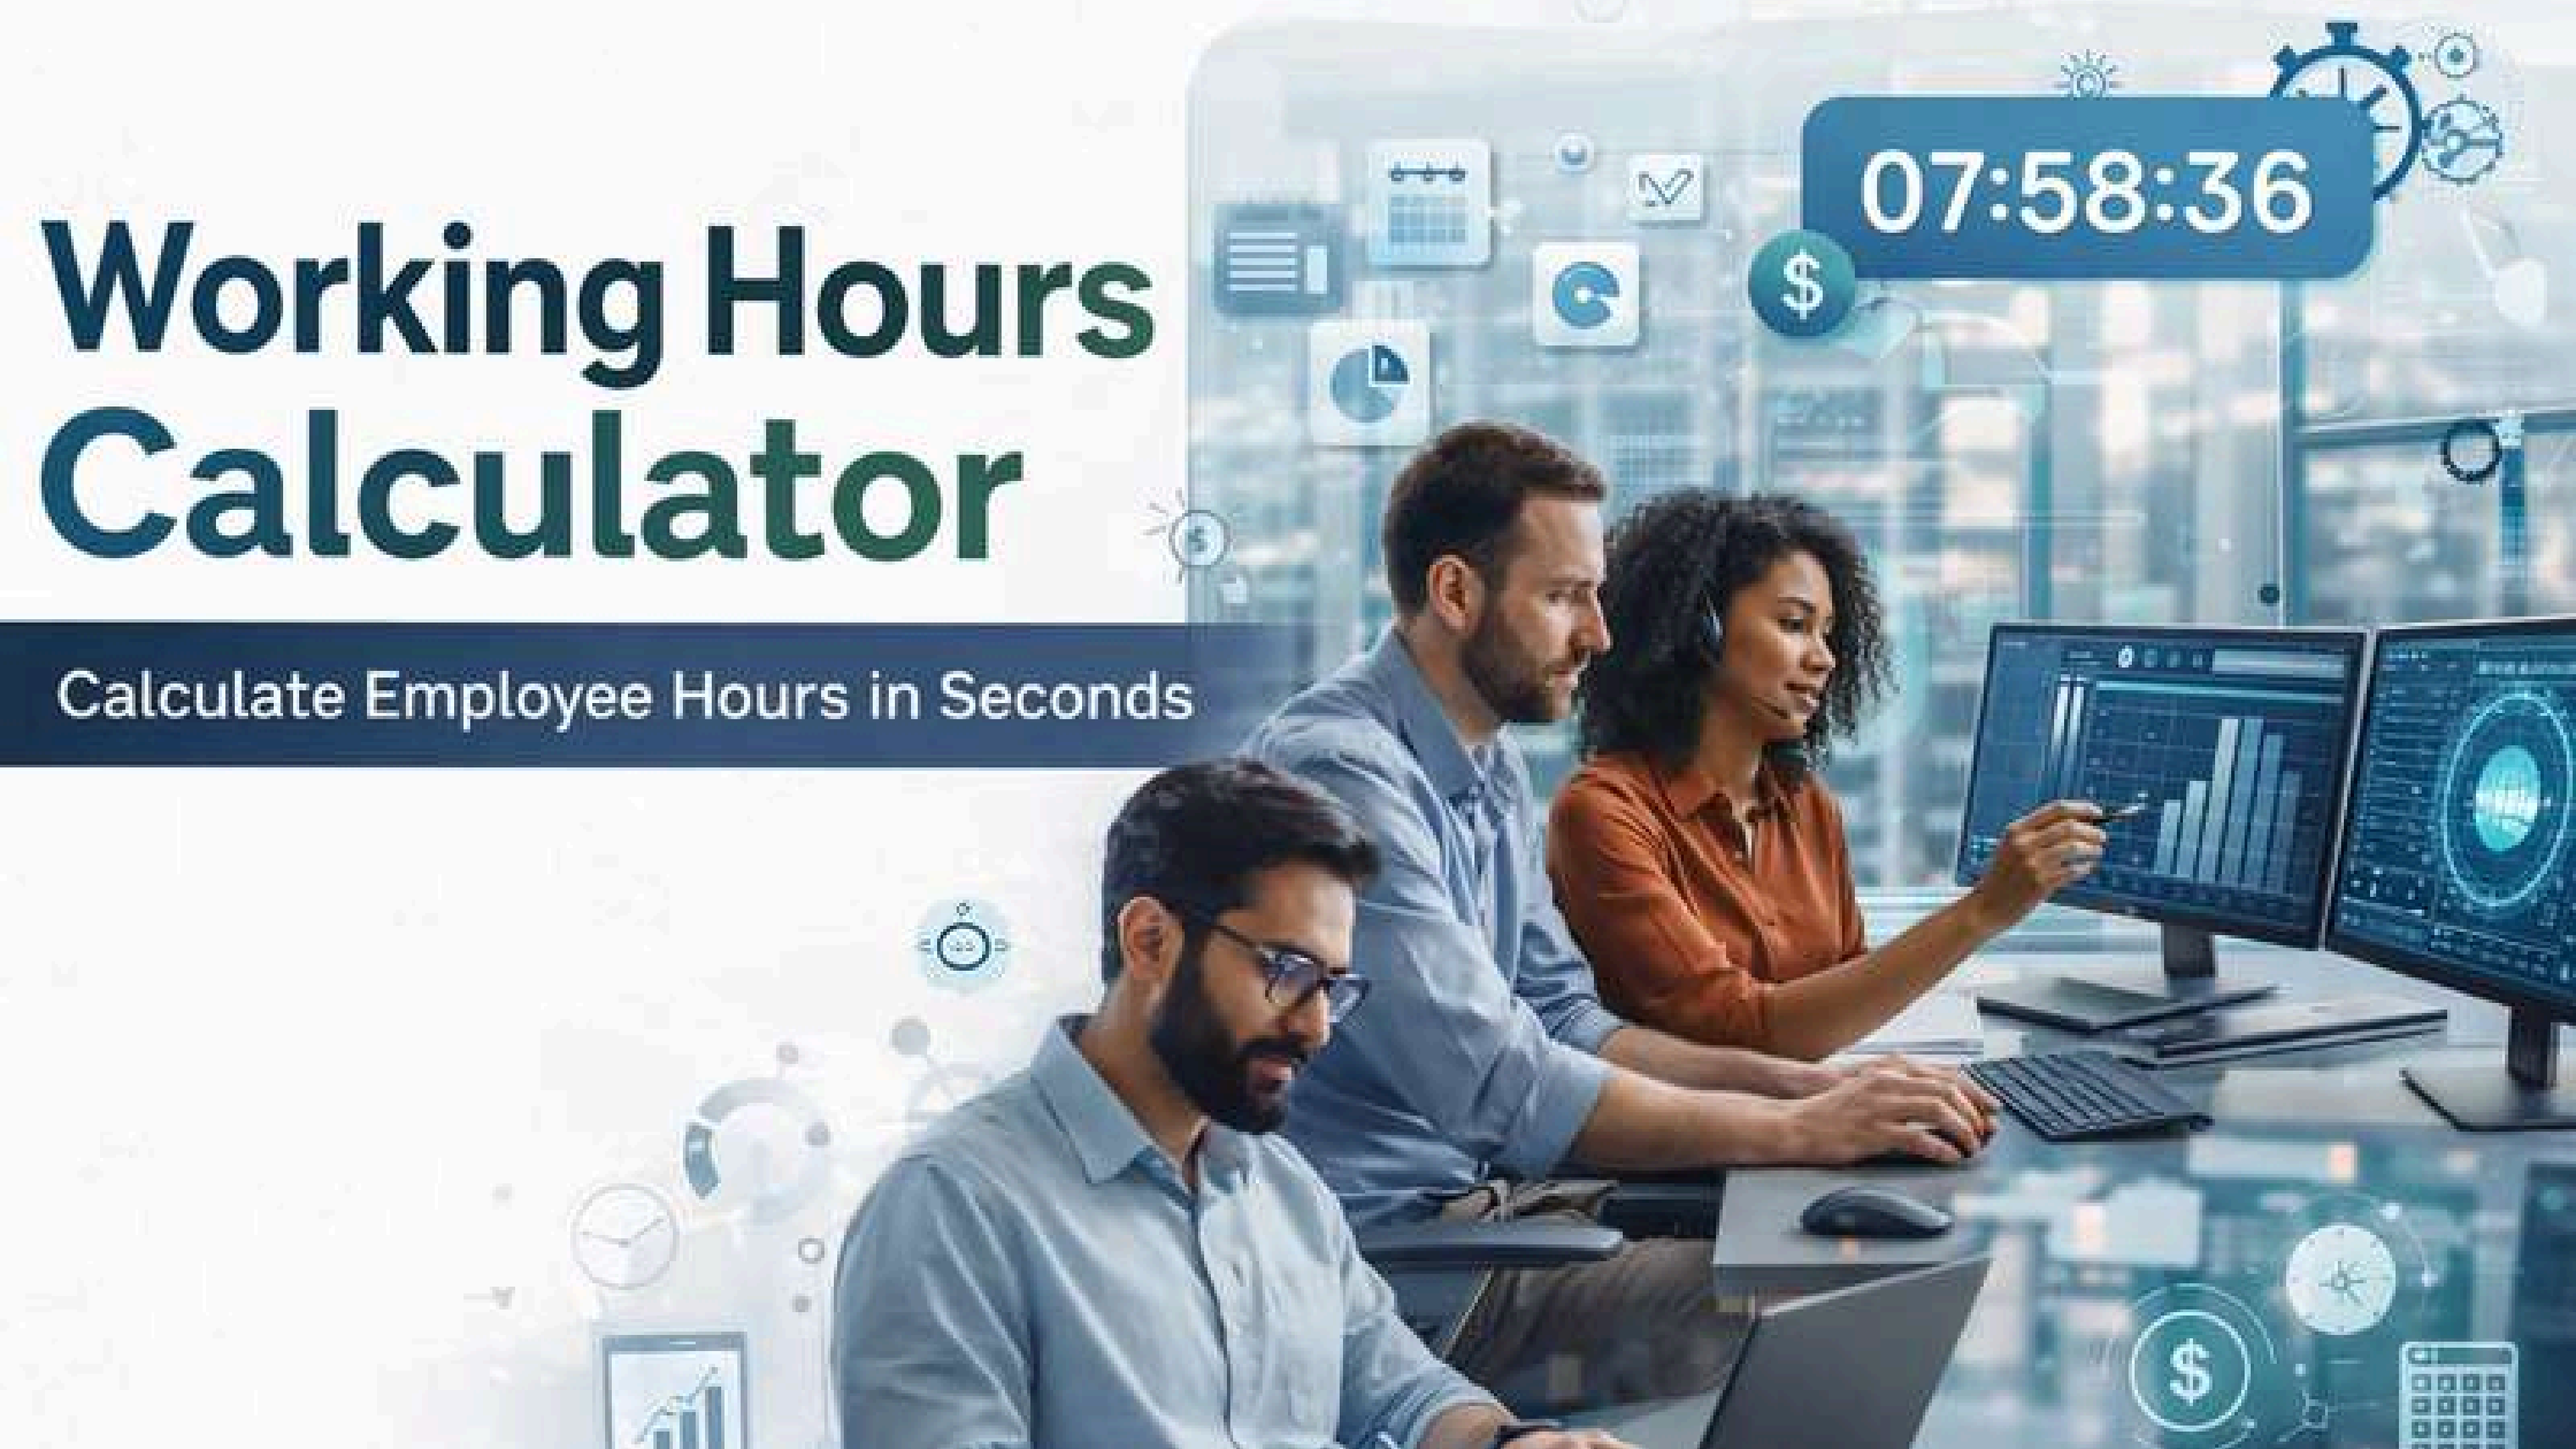 Working Hours
Calculator
Calculate Employee Hours in Seconds
07:58:36
$
$
$